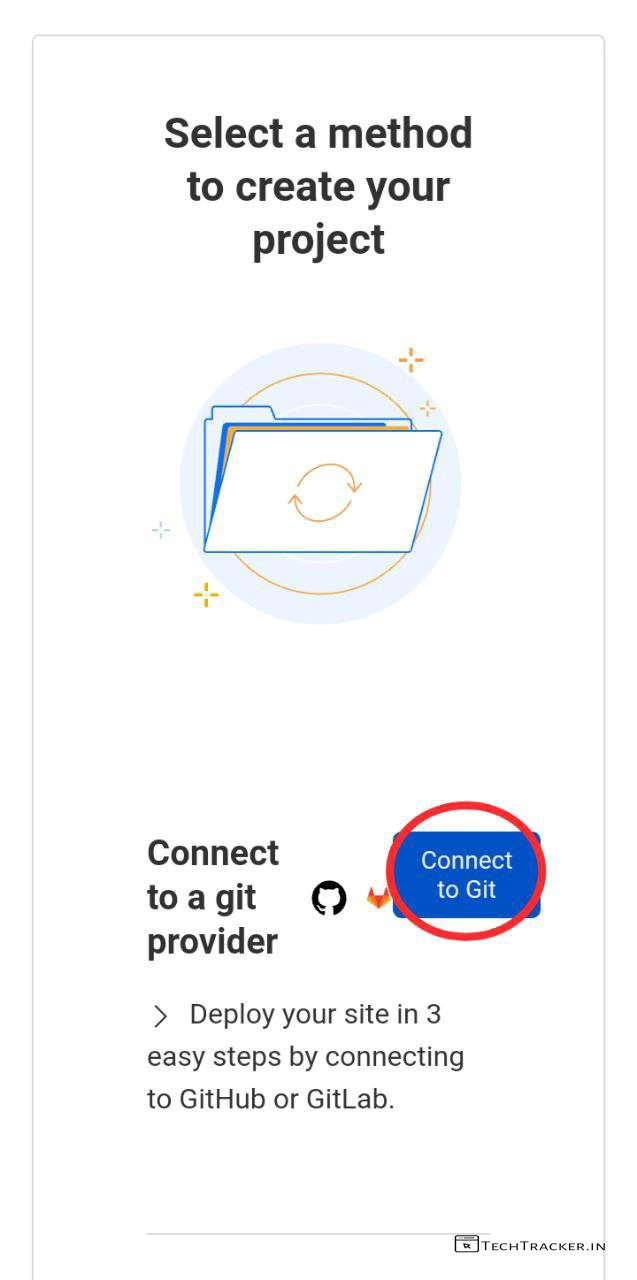 Select a method
to create your
project
Connect
to a git
provider
Connect
to Git
Deploy your site in 3
easy steps by connecting
to GitHub or GitLab.
TECHTRACKER.IN